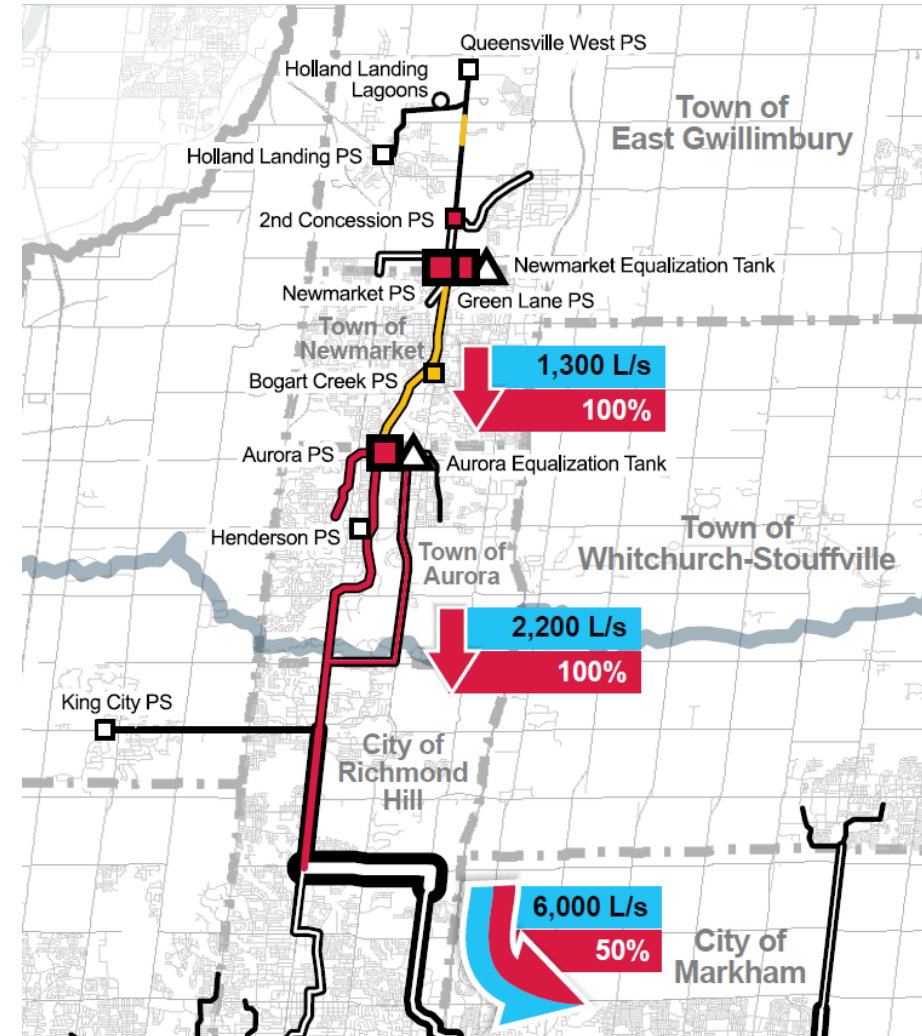 Queensville West PS
Holland Landing
Lagoons
Town of
East Gwillimbury
Holland Landing PS
2nd Concession PS
Newmarket Equalization Tank
Newmarket PS
Green Lane PS
Town of
Newmarket
1,300 L/s
Bogart Creek PS
100%
Aurora PS
Aurora Equalization Tank
Henderson PS
Town of
Whitchurch-Stouffville
Town of
Aurora
2,200 L/s
100%
King City PS
City of
Richmond
Hill
6,000 L/s
50%
City of
Markham